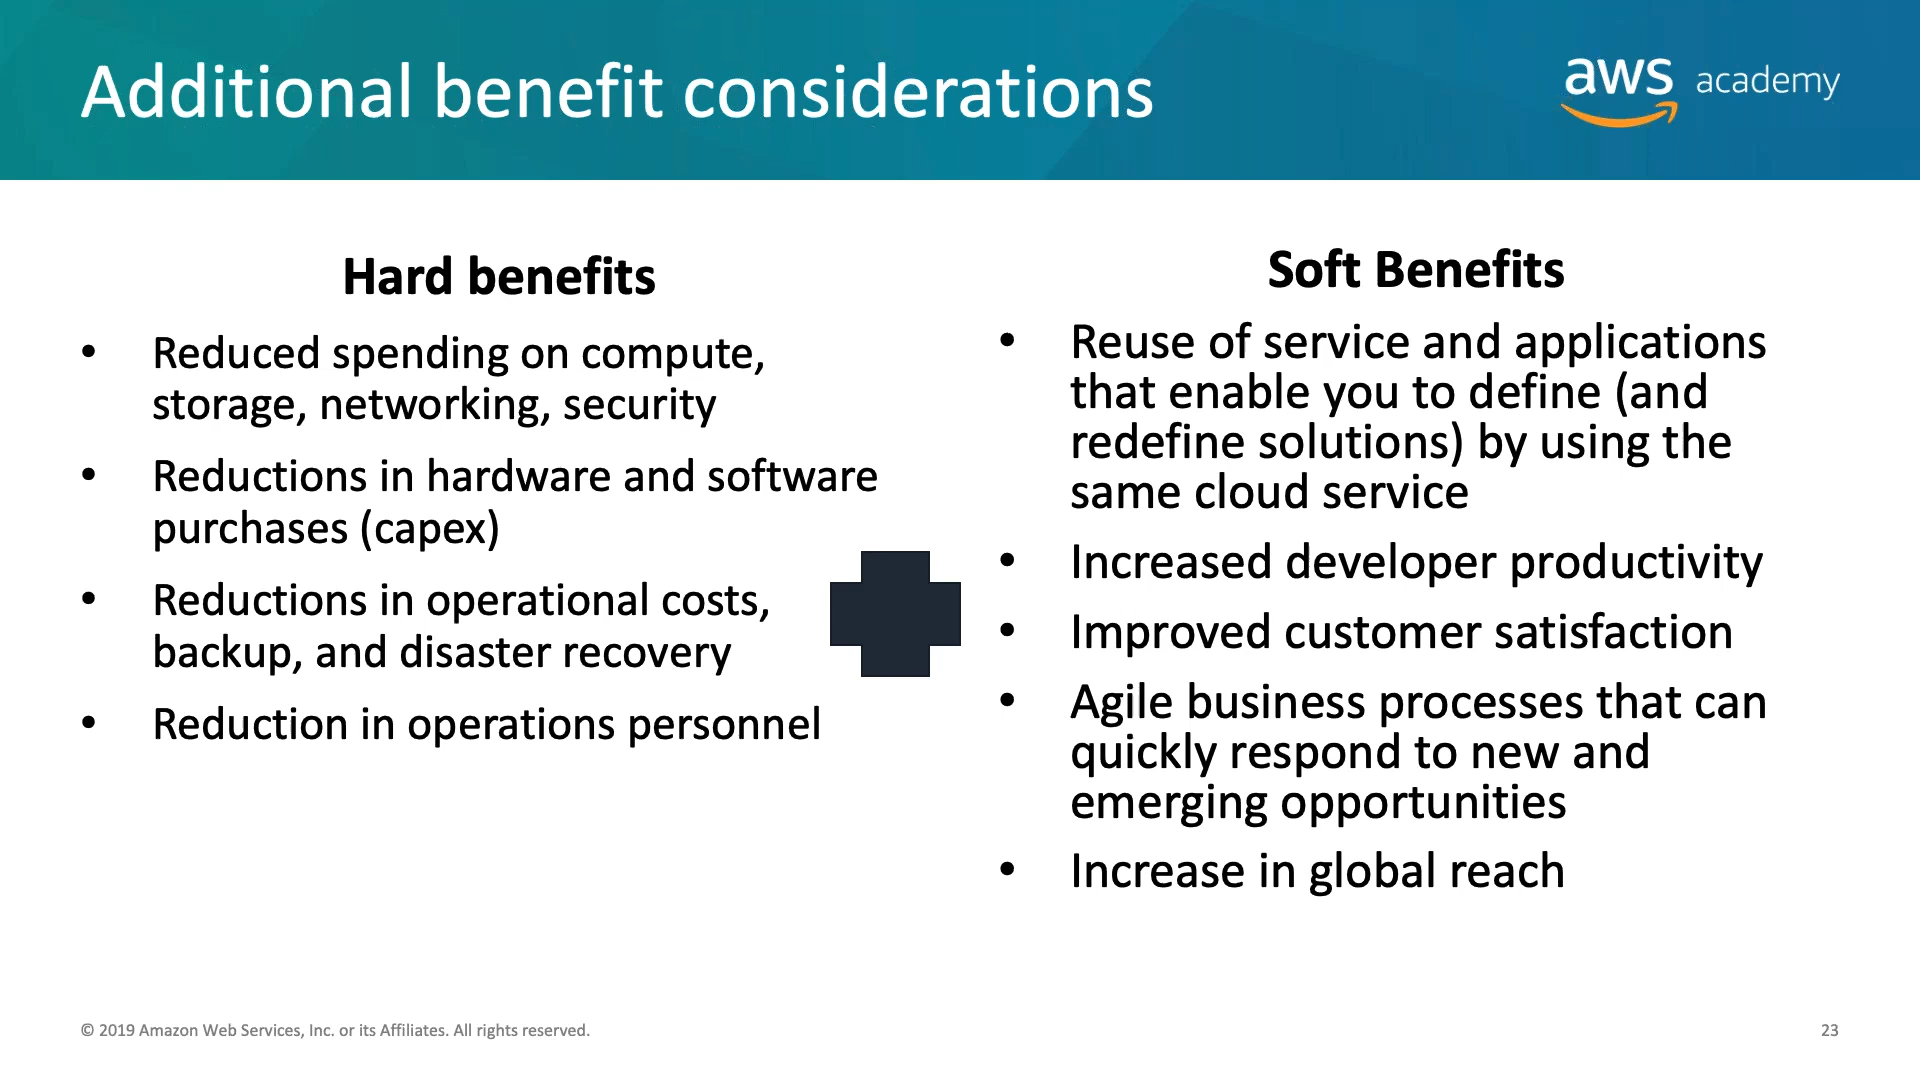 Additional benefit considerations
aws academy
Hard benefits
• Reduced spending on compute,
storage, networking, security
• Reductions in hardware and software
purchases (capex)
• Reductions in operational costs,
backup, and disaster recovery
• Reduction in operations personnel
Soft Benefits
• Reuse of service and applications
that enable you to define (and
redefine solutions) by using the
same cloud service
• Increased developer productivity
• Improved customer satisfaction
• Agile business processes that can
quickly respond to new and
emerging opportunities
• Increase in global reach
© 2019 Amazon Web Services, Inc. or its Affiliates. All rights reserved.
23